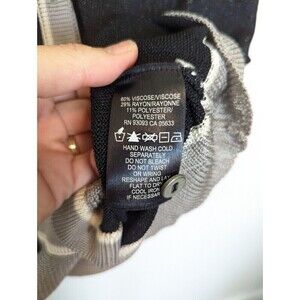 60% VISCOSE/VISCOSE
29% RAYON/RAYONNE
11% POLYESTER/
POLYESTER
RN 93093 CA 05633
HAND WASH COLD
SEPARATELY
DO NOT BLEACH
DO NOT TWIST
OR WRING
RESHAPE AND LAY
FLAT TO DRY
COOL IRON
IF NECESSARY